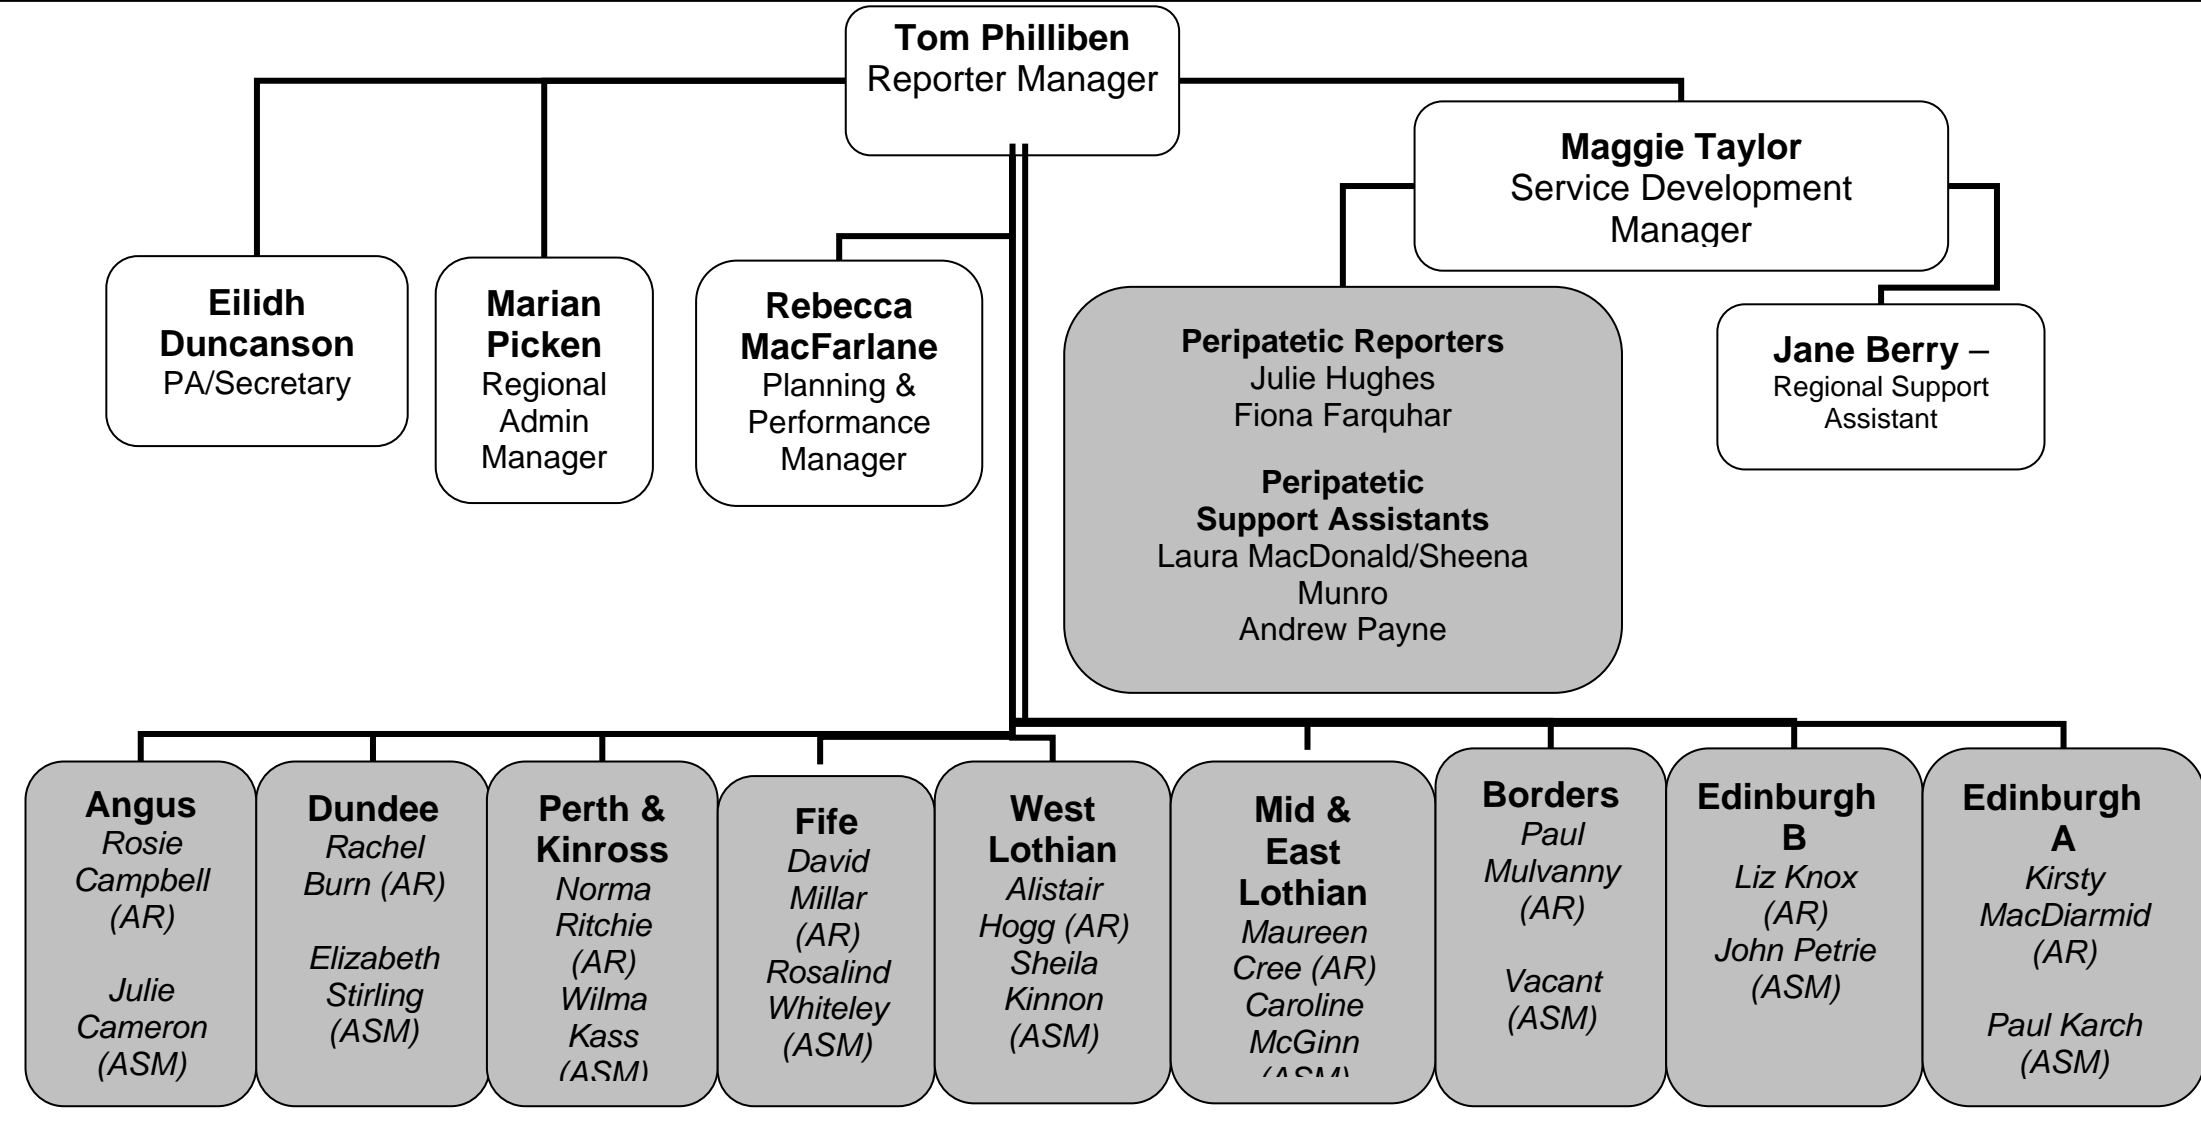 Tom Philliben
Reporter Manager
Maggie Taylor
Service Development
Manager
Eilidh
Duncanson
PA/Secretary
Marian
Picken
Regional
Admin
Manager
Rebecca
MacFarlane
Planning &
Performance
Manager
Peripatetic Reporters
Julie Hughes
Fiona Farquhar
Peripatetic
Support Assistants
Laura MacDonald/Sheena
Munro
Andrew Payne
Jane Berry –
Regional Support
Assistant
Angus
Rosie
Campbell
(AR)
Julie
Cameron
(ASM)
Dundee
Rachel
Burn (AR)
Elizabeth
Stirling
(ASM)
Perth &
Kinross
Norma
Ritchie
(AR)
Wilma
Kass
(ASM)
Fife
David
Millar
(AR)
Rosalind
Whiteley
(ASM)
West
Lothian
Alistair
Hogg (AR)
Sheila
Kinnon
(ASM)
Mid &
East
Lothian
Maureen
Cree (AR)
Caroline
McGinn
(ASM)
Borders
Paul
Mulvanny
(AR)
Vacant
(ASM)
Edinburgh
B
Liz Knox
(AR)
John Petrie
(ASM)
Edinburgh
A
Kirsty
MacDiarmid
(AR)
Paul Karch
(ASM)